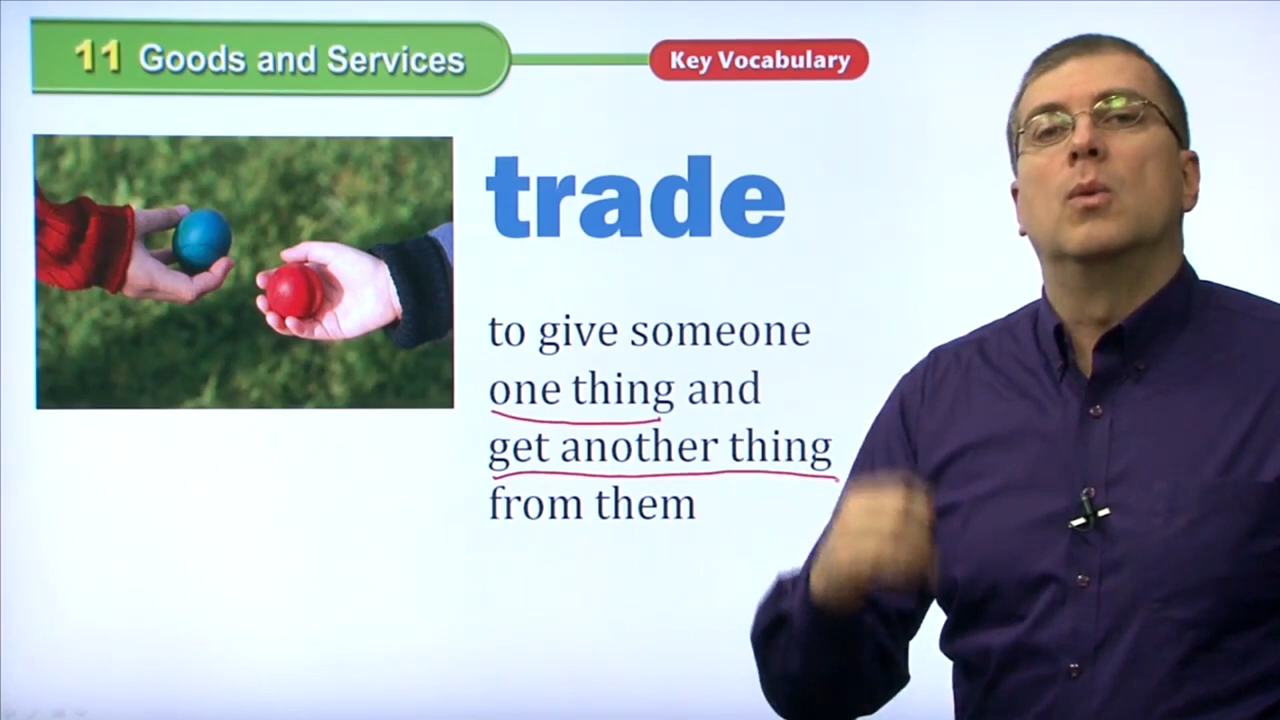 11 Goods and Services
Key Vocabulary
trade
to give someone
one thing and
get another thing
from them